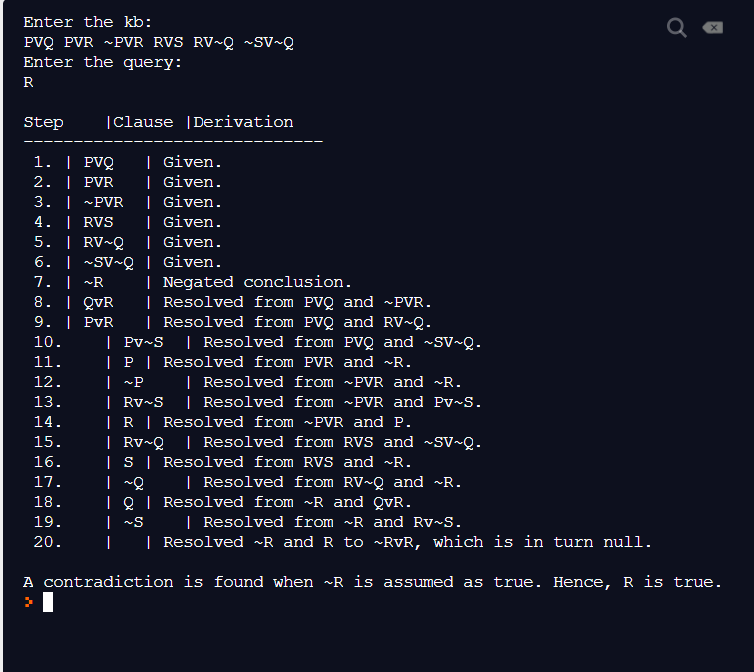 Enter the kb:
PVQ PVR ~PVR RVS RV~Q ~SV~Q
Enter the query:
R
Step    |Clause |Derivation
------------------------------
 1. | PVQ   | Given.
 2. | PVR   | Given.
 3. | ~PVR  | Given.
 4. | RVS   | Given.
 5. | RV~Q  | Given.
 6. | ~SV~Q | Given.
 7. | ~R    | Negated conclusion.
 8. | QvR   | Resolved from PVQ and ~PVR.
 9. | PvR   | Resolved from PVQ and RV~Q.
 10.    | Pv~S  | Resolved from PVQ and ~SV~Q.
 11.    | P | Resolved from PVR and ~R.
 12.    | ~P    | Resolved from ~PVR and ~R.
 13.    | Rv~S  | Resolved from ~PVR and Pv~S.
 14.    | R | Resolved from ~PVR and P.
 15.    | Rv~Q  | Resolved from RVS and ~SV~Q.
 16.    | S | Resolved from RVS and ~R.
 17.    | ~Q    | Resolved from RV~Q and ~R.
 18.    | Q | Resolved from ~R and QvR.
 19.    | ~S    | Resolved from ~R and Rv~S.
 20.    |   | Resolved ~R and R to ~RvR, which is in turn null.
A contradiction is found when ~R is assumed as true. Hence, R is true.
>